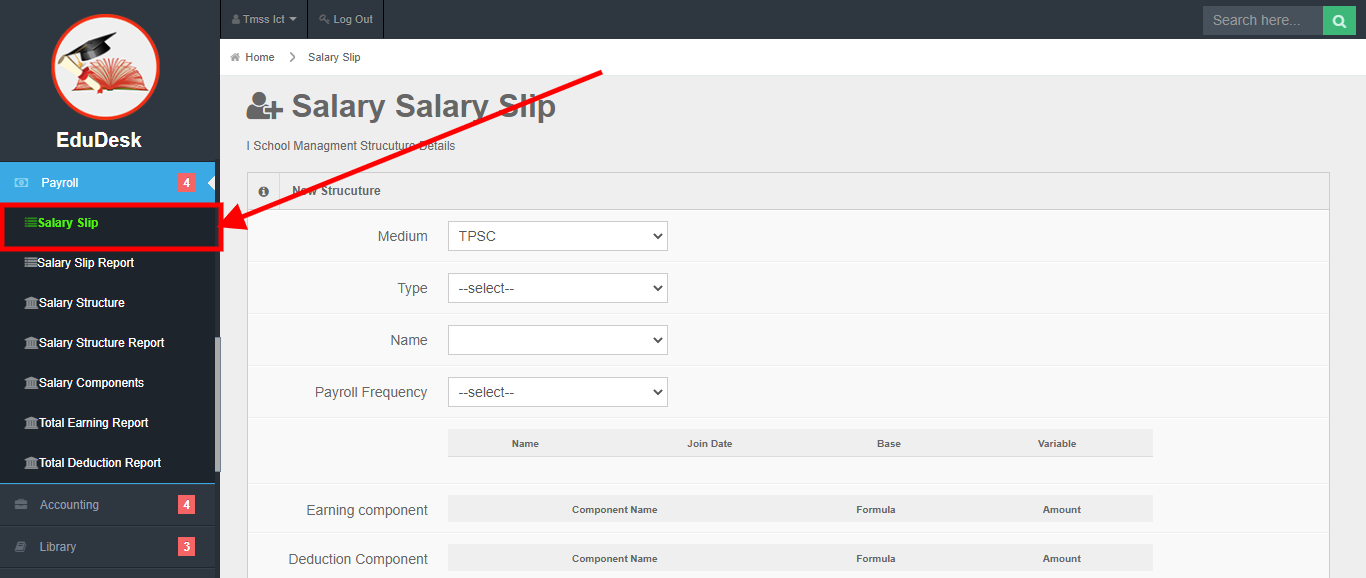 Tmss Ict
Log Out
Search here...
Home
Salary Slip
EduDesk
Payroll 4
Salary Slip
Salary Slip Report
Salary Structure
Salary Structure Report
Salary Components
Total Earning Report
Total Deduction Report
Accounting 4
Library 3
Salary Salary Slip
I School Managment Strucuture Details
New Strucuture
Medium TPSC
Type --select--
Name
Payroll Frequency --select--
Name Join Date Base Variable
Earning component Component Name Formula Amount
Deduction Component Component Name Formula Amount